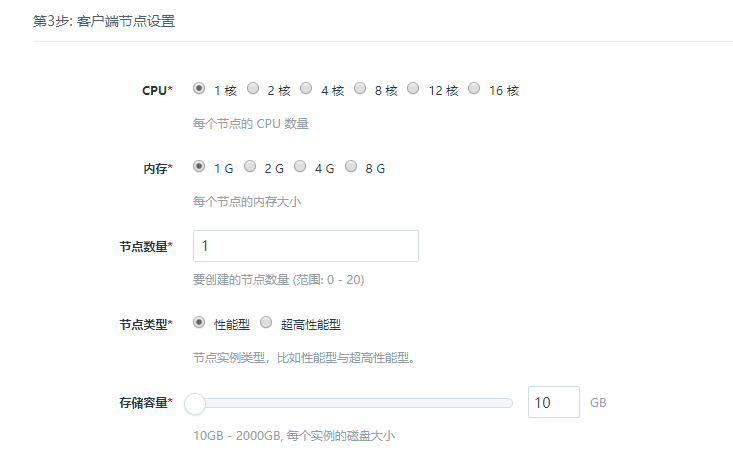 第3步: 客户端节点设置
CPU* 1 核 2 核 4 核 8 核 12 核 16 核
每个节点的 CPU 数量
内存* 1 G 2 G 4 G 8 G
每个节点的内存大小
节点数量* 1
要创建的节点数量 (范围: 0 - 20)
节点类型* 性能型 超高性能型
节点实例类型，比如性能型与超高性能型。
存储容量* 10 GB
10GB - 2000GB, 每个实例的磁盘大小